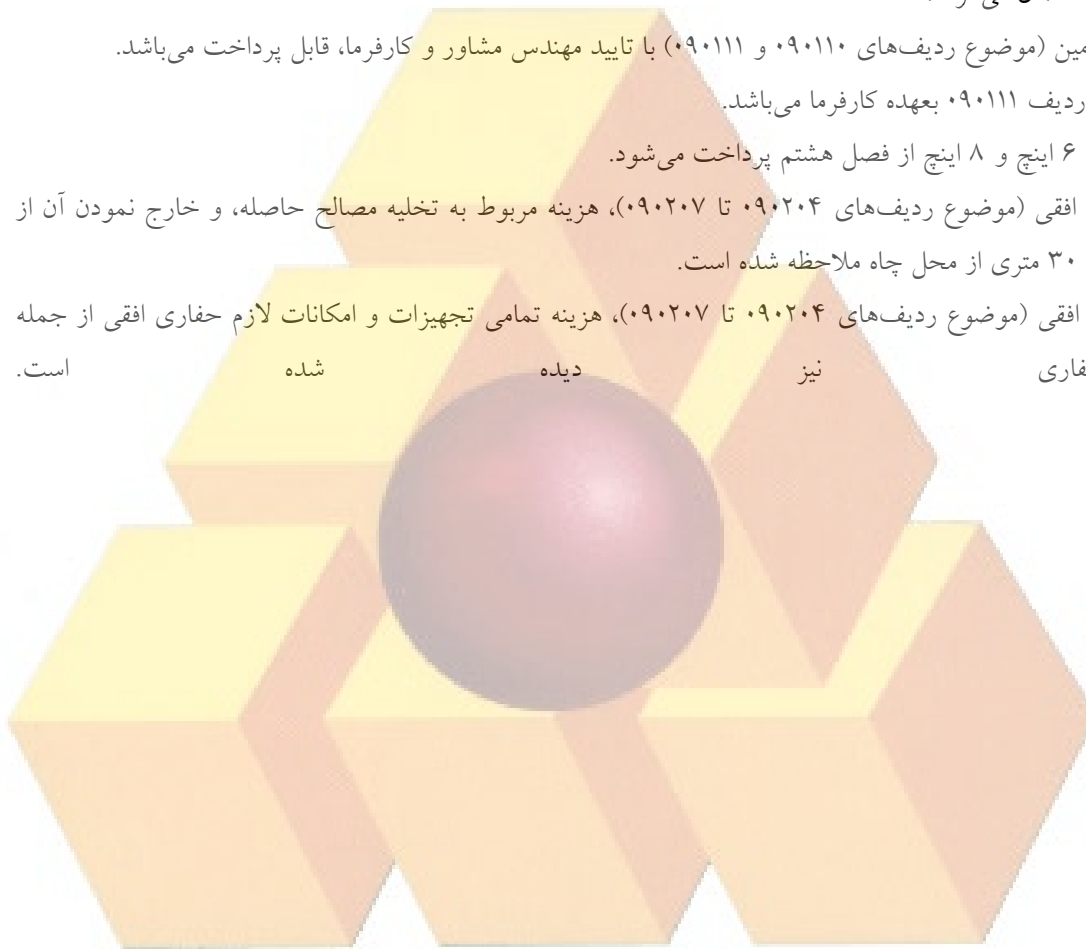 مین (موضوع ردیف‌های ۰۹۰۱۱۰ و ۰۹۰۱۱۱) با تایید مهندس مشاور و کارفرما، قابل پرداخت می‌باشد.
ردیف ۰۹۰۱۱۱ بعهده کارفرما می‌باشد.
۶ اینچ و ۸ اینچ از فصل هشتم پرداخت می‌شود.
افقی (موضوع ردیف‌های ۰۹۰۲۰۴ تا ۰۹۰۲۰۷)، هزینه مربوط به تخلیه مصالح حاصله، و خارج نمودن آن از
۳۰ متری از محل چاه ملاحظه شده است.
افقی (موضوع ردیف‌های ۰۹۰۲۰۴ تا ۰۹۰۲۰۷)، هزینه تمامی تجهیزات و امکانات لازم حفاری افقی از جمله
فاری نیز دیده شده است.